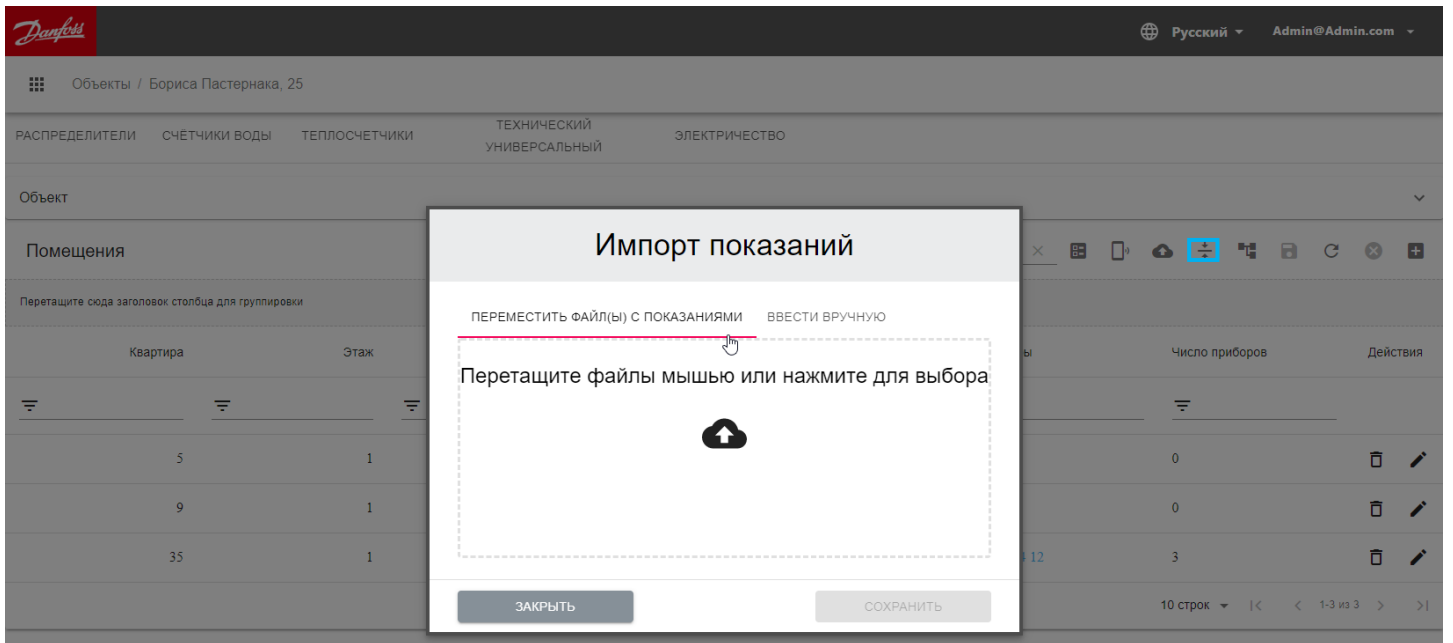 Danfoss
Русский Admin@Admin.com
Объекты / Бориса Пастернака, 25
РАСПРЕДЕЛИТЕЛИ СЧЁТЧИКИ ВОДЫ ТЕПЛОСЧЕТЧИКИ ТЕХНИЧЕСКИЙ УНИВЕРСАЛЬНЫЙ ЭЛЕКТРИЧЕСТВО
Объект
Помещения
Импорт показаний
Перетащите сюда заголовок столбца для группировки
ПЕРЕМЕСТИТЬ ФАЙЛ(Ы) С ПОКАЗАНИЯМИ ВВЕСТИ ВРУЧНУЮ
Квартира Этаж ы Число приборов Действия
Перетащите файлы мышью или нажмите для выбора
5 1 0
9 1 0
35 1 4-12 3
ЗАКРЫТЬ СОХРАНИТЬ
10 строк 1-3 из 3